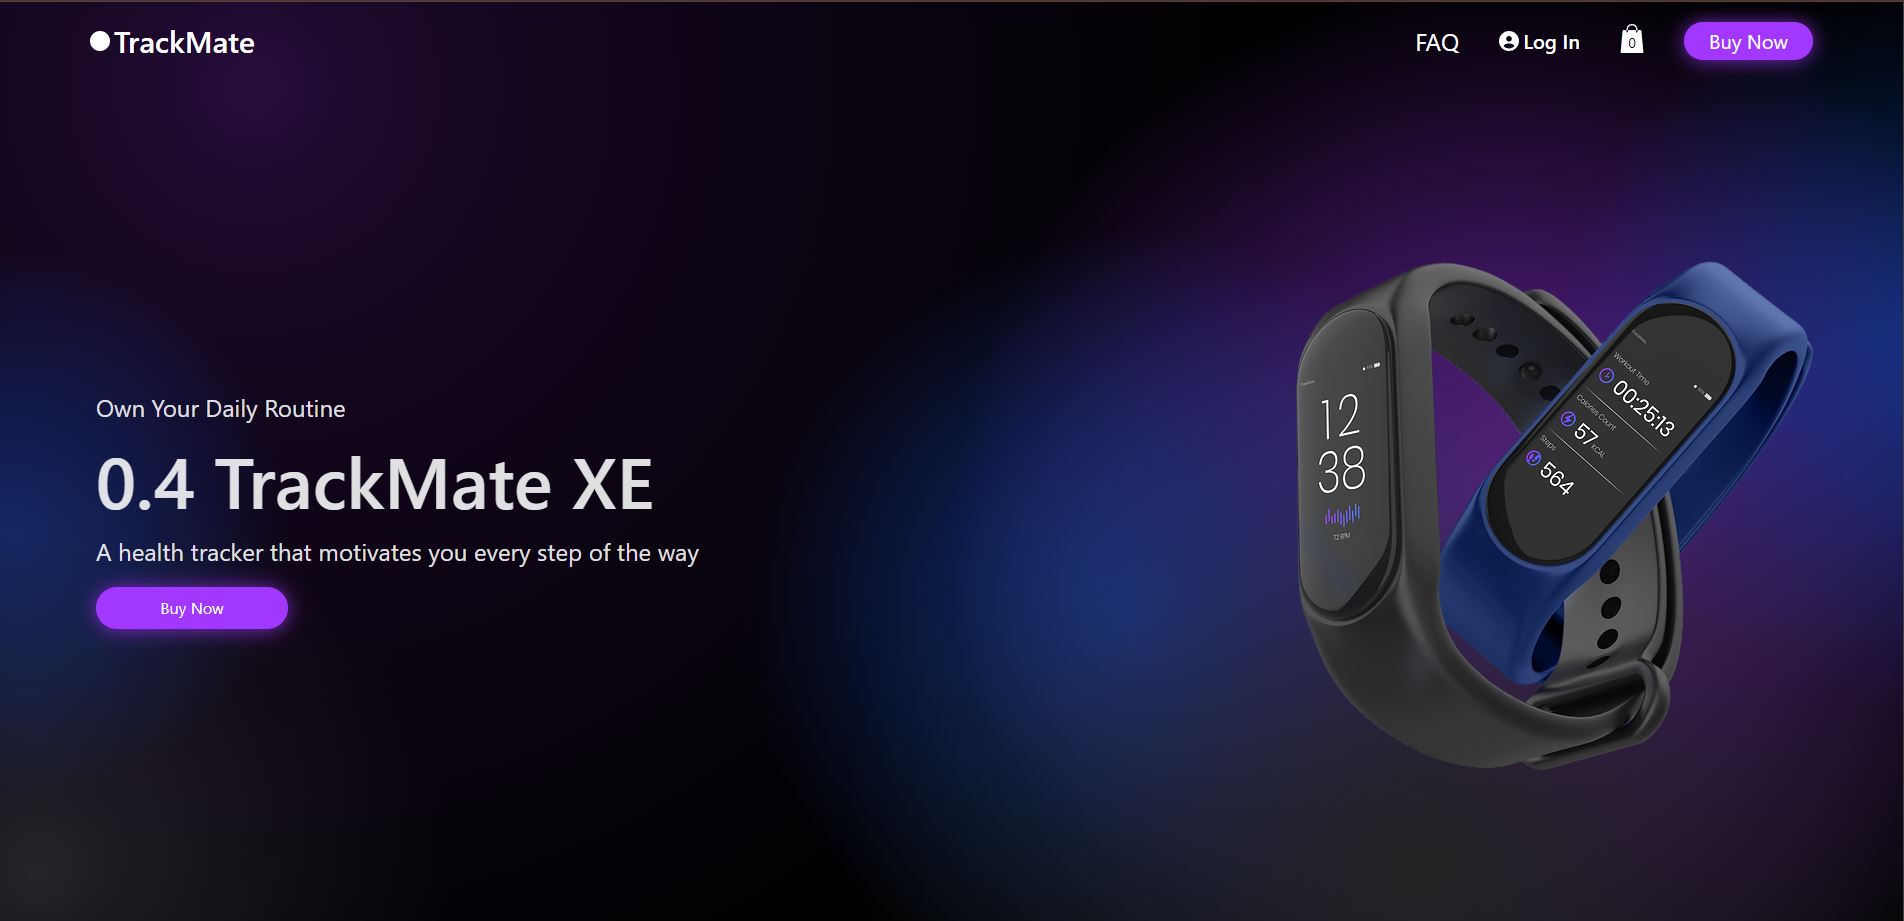 TrackMate
FAQ
Log In
0
Buy Now
Own Your Daily Routine
0.4 TrackMate XE
A health tracker that motivates you every step of the way
Buy Now
12
38
72 BPM
Workout Time
00:25:13
Calories Count
57 KCAL
Steps
564